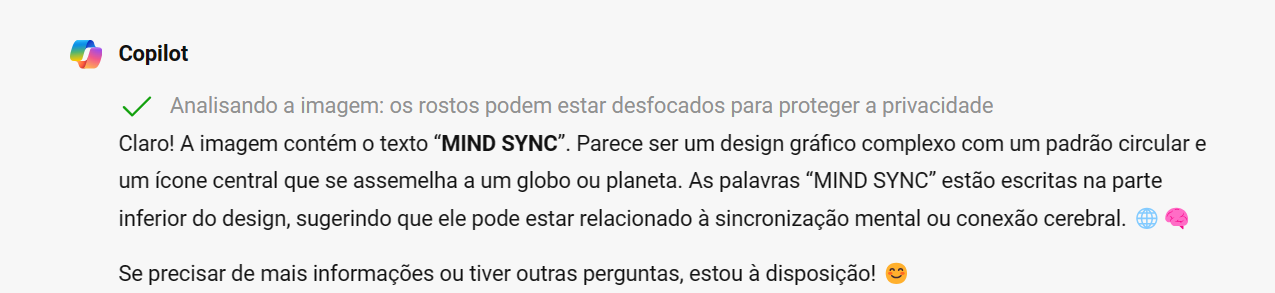 Copilot
Analisando a imagem: os rostos podem estar desfocados para proteger a privacidade
Claro! A imagem contém o texto “MIND SYNC”. Parece ser um design gráfico complexo com um padrão circular e
um ícone central que se assemelha a um globo ou planeta. As palavras “MIND SYNC” estão escritas na parte
inferior do design, sugerindo que ele pode estar relacionado à sincronização mental ou conexão cerebral. 🌐 🧠
Se precisar de mais informações ou tiver outras perguntas, estou à disposição! 😊